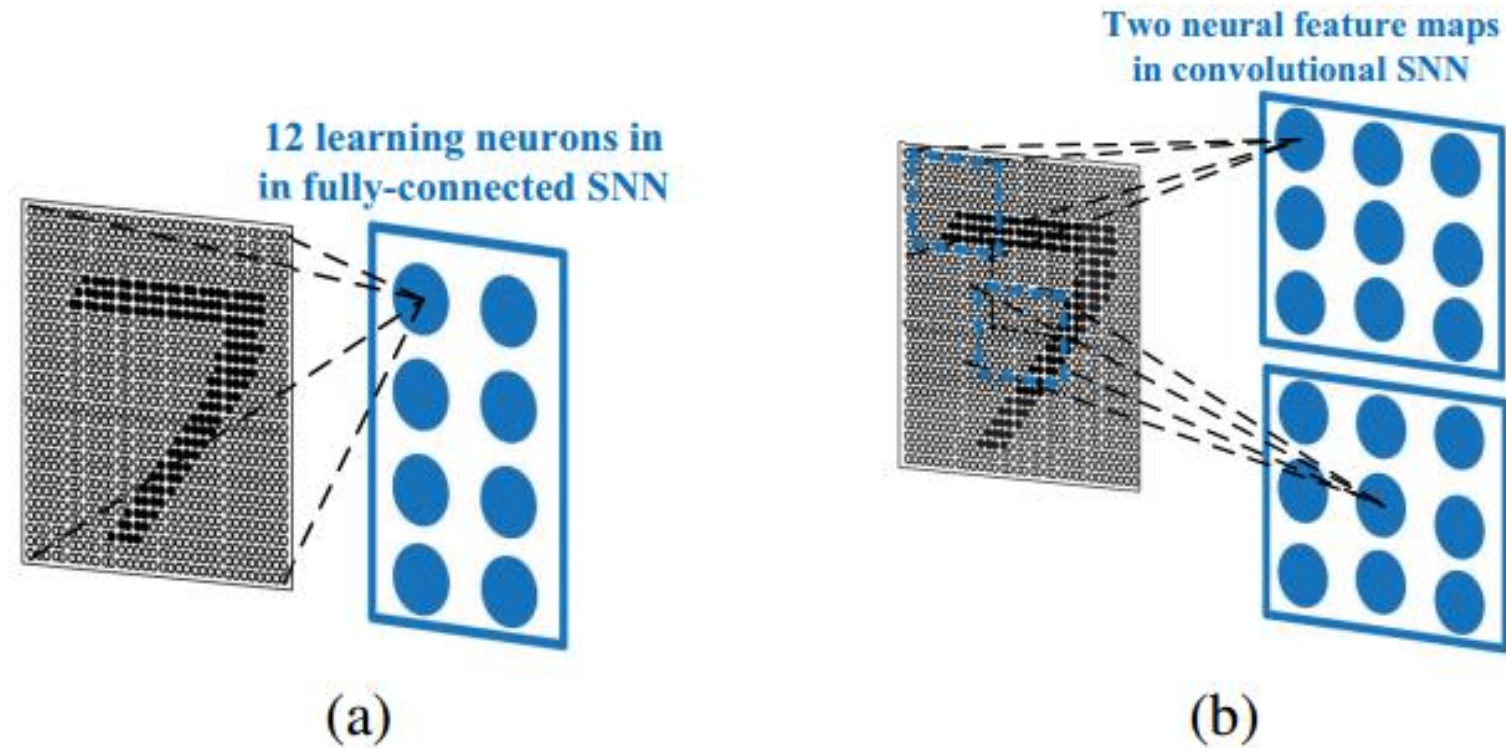 12 learning neurons in
in fully-connected SNN
Two neural feature maps
in convolutional SNN
(a)
(b)